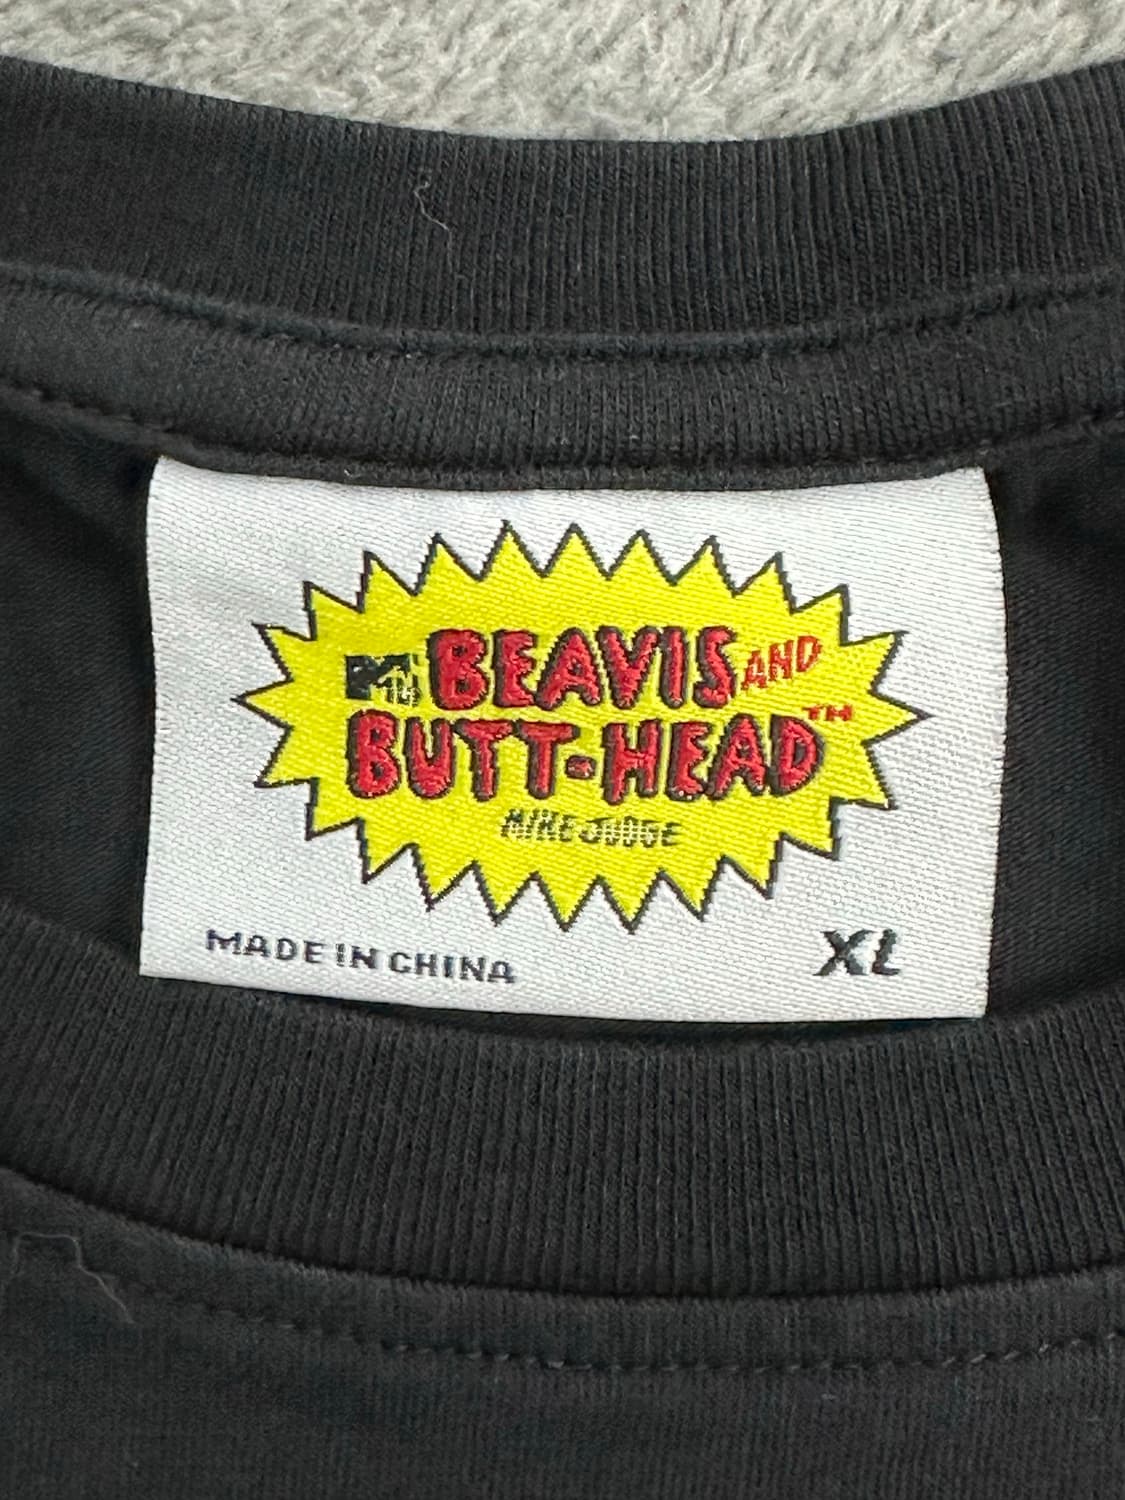 MTV BEAVIS AND
BUTT-HEAD™
MIKE JUDGE
MADE IN CHINA
XL